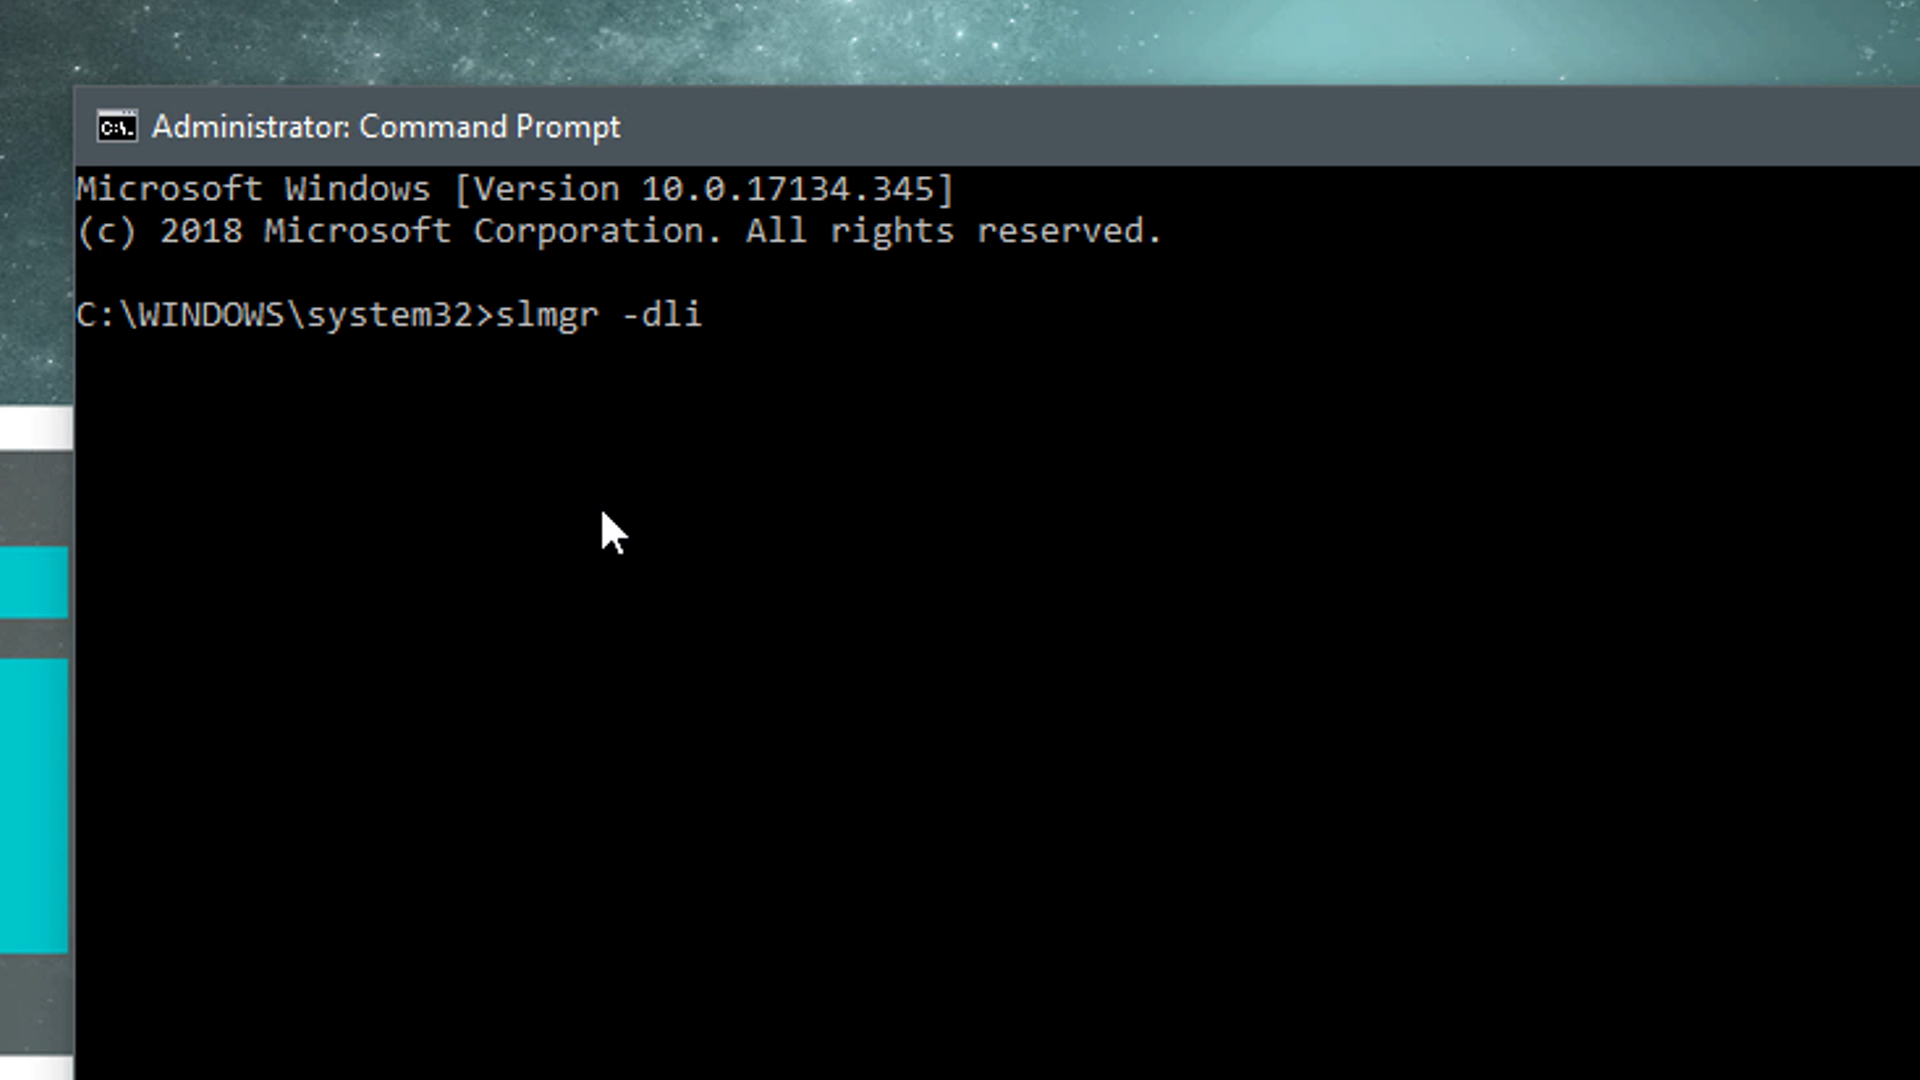 Administrator: Command Prompt
Microsoft Windows [Version 10.0.17134.345]
(c) 2018 Microsoft Corporation. All rights reserved.
C:\WINDOWS\system32>slmgr -dli